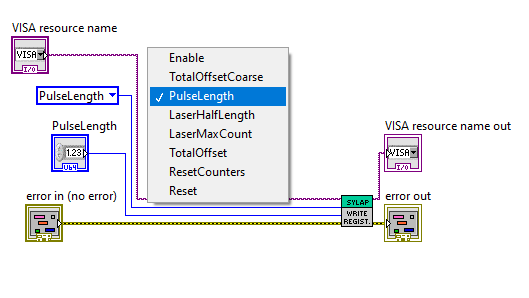 VISA resource name
VISA
I/O
Enable
TotalOffsetCoarse
PulseLength
PulseLength
LaserHalfLength
LaserMaxCount
TotalOffset
ResetCounters
Reset
PulseLength
1.23
U64
VISA resource name out
VISA
I/O
error in (no error)
SYLAP
WRITE
REGIST.
error out